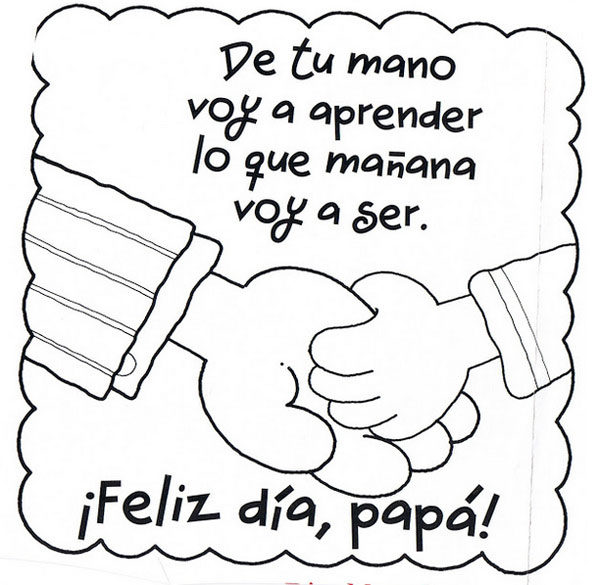 De tu mano
voy a aprender
lo que mañana
voy a ser.
¡Feliz día, papá!